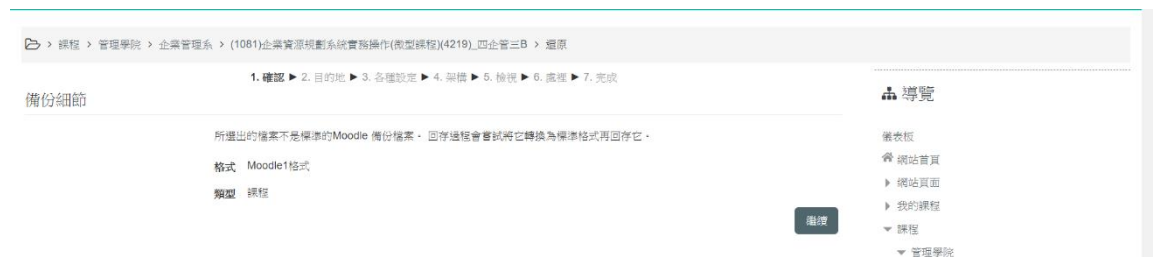 課程 > 管理學院 > 企業管理系 > (1081)企業資源規劃系統實務操作(微型課程)(4219)_四企管三B > 還原
1. 確認 ► 2. 目的地 ► 3. 各種設定 ► 4. 架構 ► 5. 檢視 ► 6. 處理 ► 7. 完成
備份細節
所選出的檔案不是標準的Moodle 備份檔案。 回存過程會嘗試將它轉換為標準格式再回存它。
格式 Moodle1格式
類型 課程
繼續
導覽
儀表板
網站首頁
網站頁面
我的課程
課程
管理學院